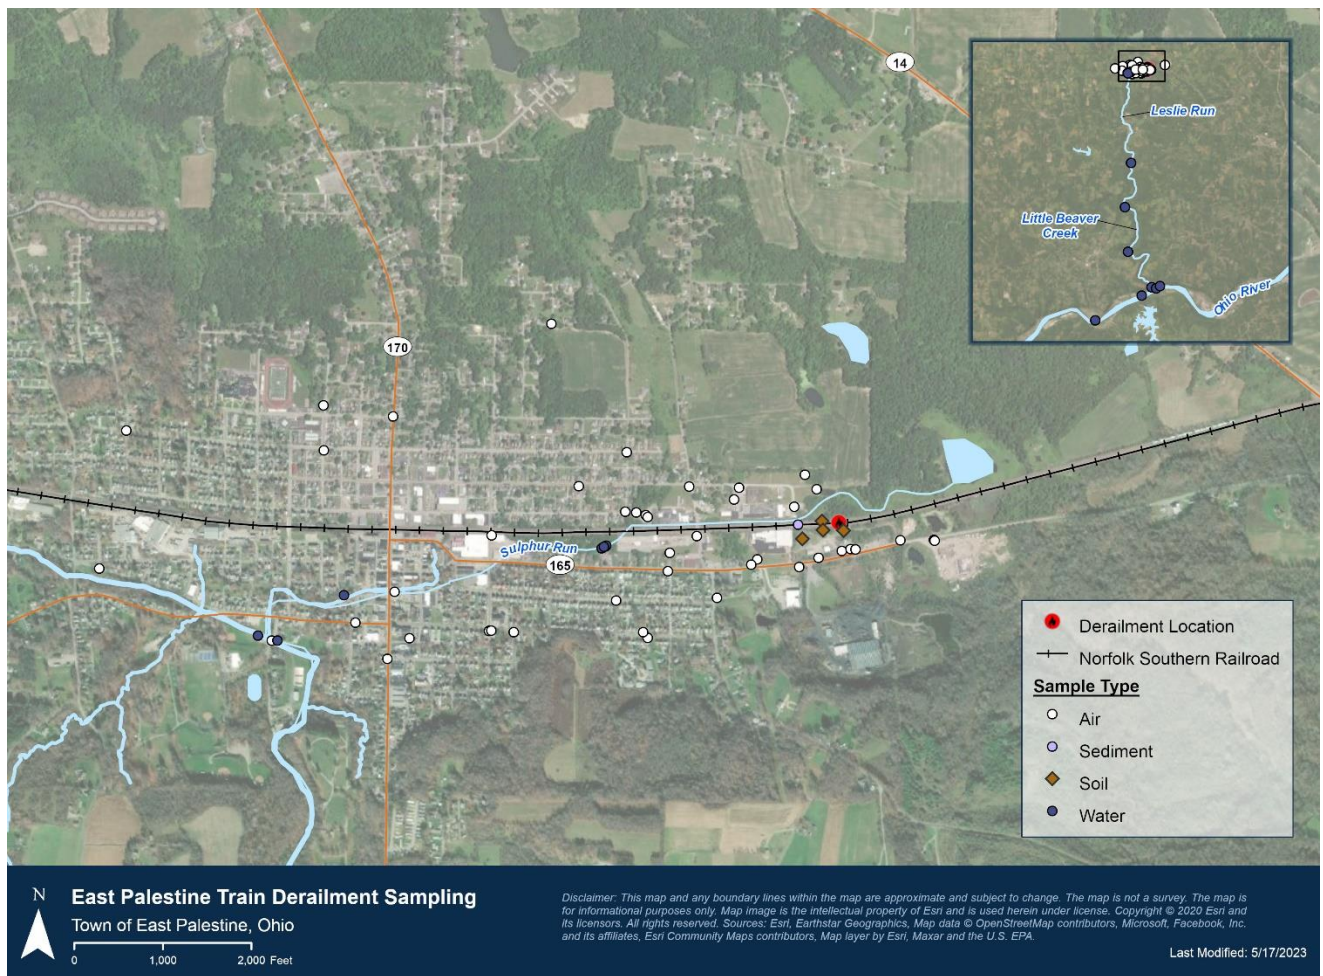 14
Leslie Run
Little Beaver
Creek
Ohio River
170
Sulphur Run
165
Derailment Location
Norfolk Southern Railroad
Sample Type
Air
Sediment
Soil
Water
N
East Palestine Train Derailment Sampling
Town of East Palestine, Ohio
0 1,000 2,000 Feet
Disclaimer: This map and any boundary lines within the map are approximate and subject to change. The map is not a survey. The map is
for informational purposes only. Map image is the intellectual property of Esri and is used herein under license. Copyright © 2020 Esri and
its licensors. All rights reserved. Sources: Esri, Earthstar Geographics, Map data © OpenStreetMap contributors, Microsoft, Facebook, Inc.
and its affiliates, Esri Community Maps contributors, Map layer by Esri, Maxar and the U.S. EPA.
Last Modified: 5/17/2023